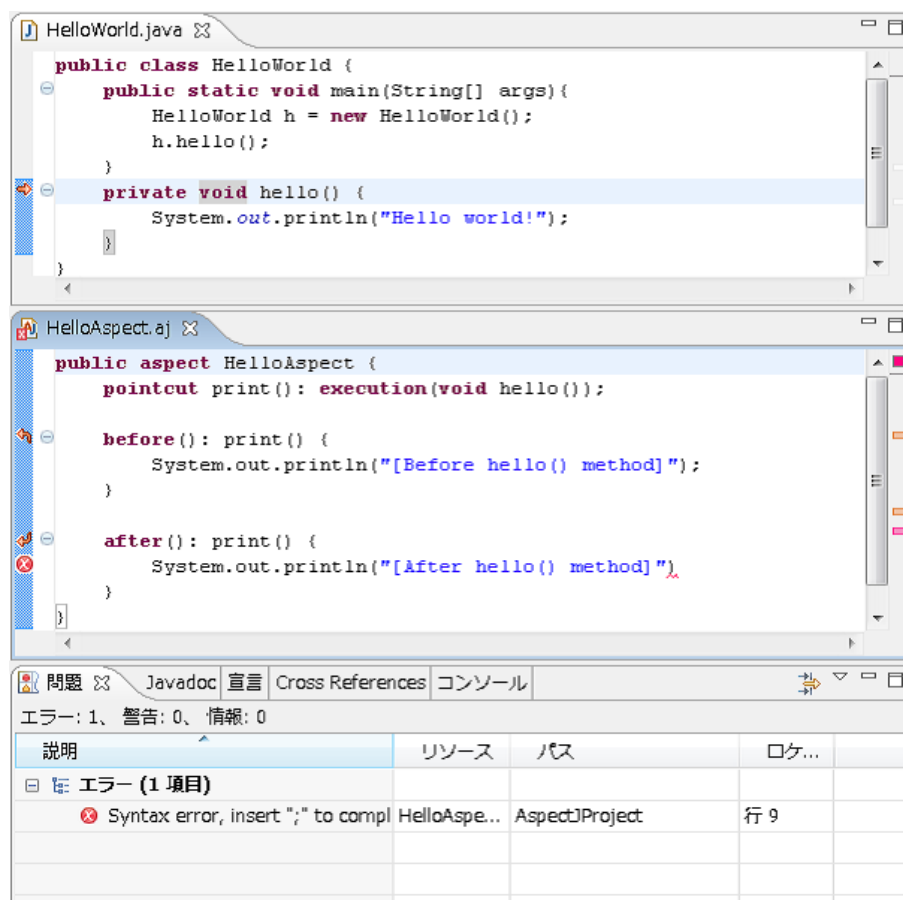 HelloWorld.java
public class HelloWorld {
public static void main(String[] args){
HelloWorld h = new HelloWorld();
h.hello();
}
private void hello() {
System.out.println("Hello world!");
}
}
HelloAspect.aj
public aspect HelloAspect {
pointcut print(): execution(void hello());
before(): print() {
System.out.println("[Before hello() method]");
}
after(): print() {
System.out.println("[After hello() method]")
}
}
問題 Javadoc 宣言 Cross References コンソール
エラー: 1、 警告: 0、 情報: 0
説明 リソース パス ロケ...
エラー (1 項目)
Syntax error, insert ";" to compl HelloAspe... AspectJProject 行 9